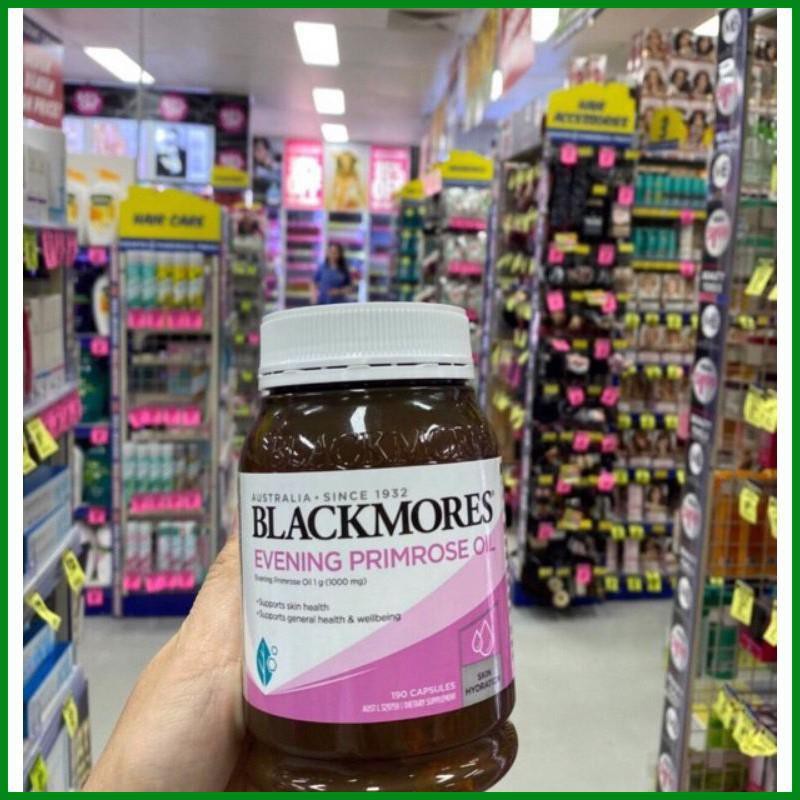 HAIR CARE
HAIR
ACCESSORIES
BLACKMORES
AUSTRALIA • SINCE 1932
BLACKMORES®
EVENING PRIMROSE OIL
Evening Primrose Oil 1 g (1000 mg)
•Supports skin health
•Supports general health & wellbeing
SKIN
HYDRATION
190 CAPSULES
DIETARY SUPPLEMENT